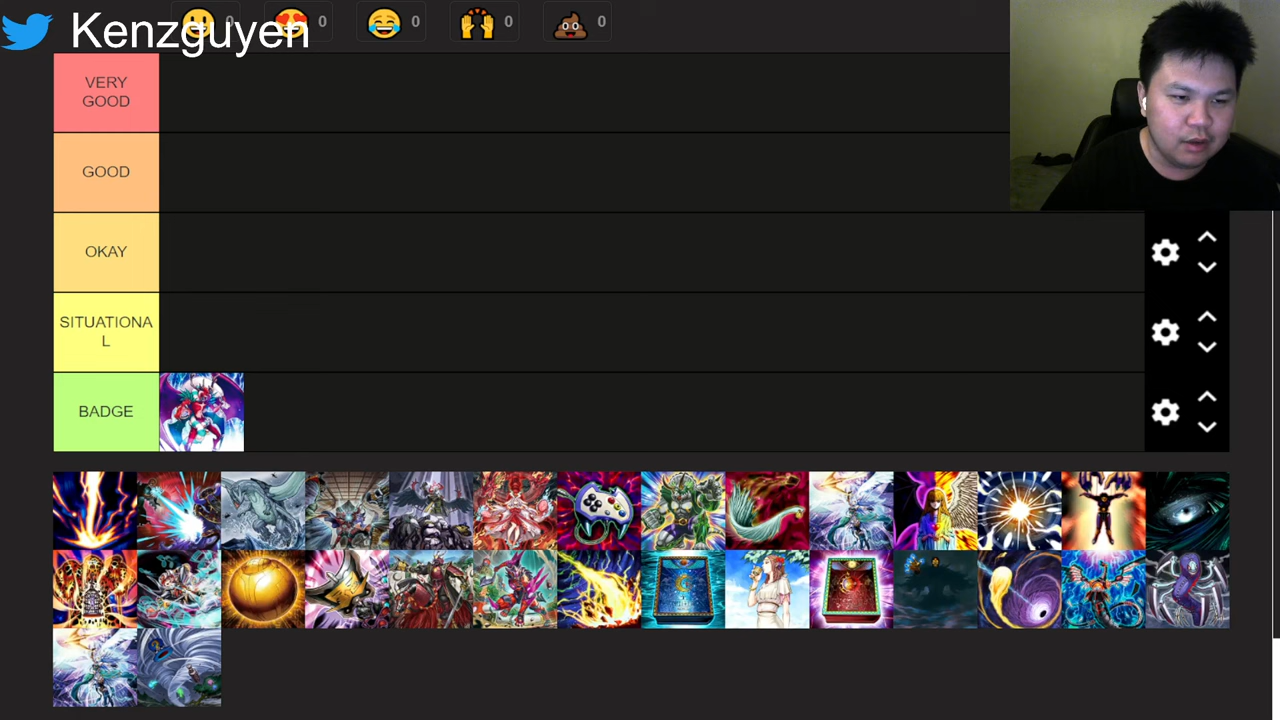 0 0 0 0 0
Kenzguyen
VERY
GOOD
GOOD
OKAY
SITUATIONA
L
BADGE